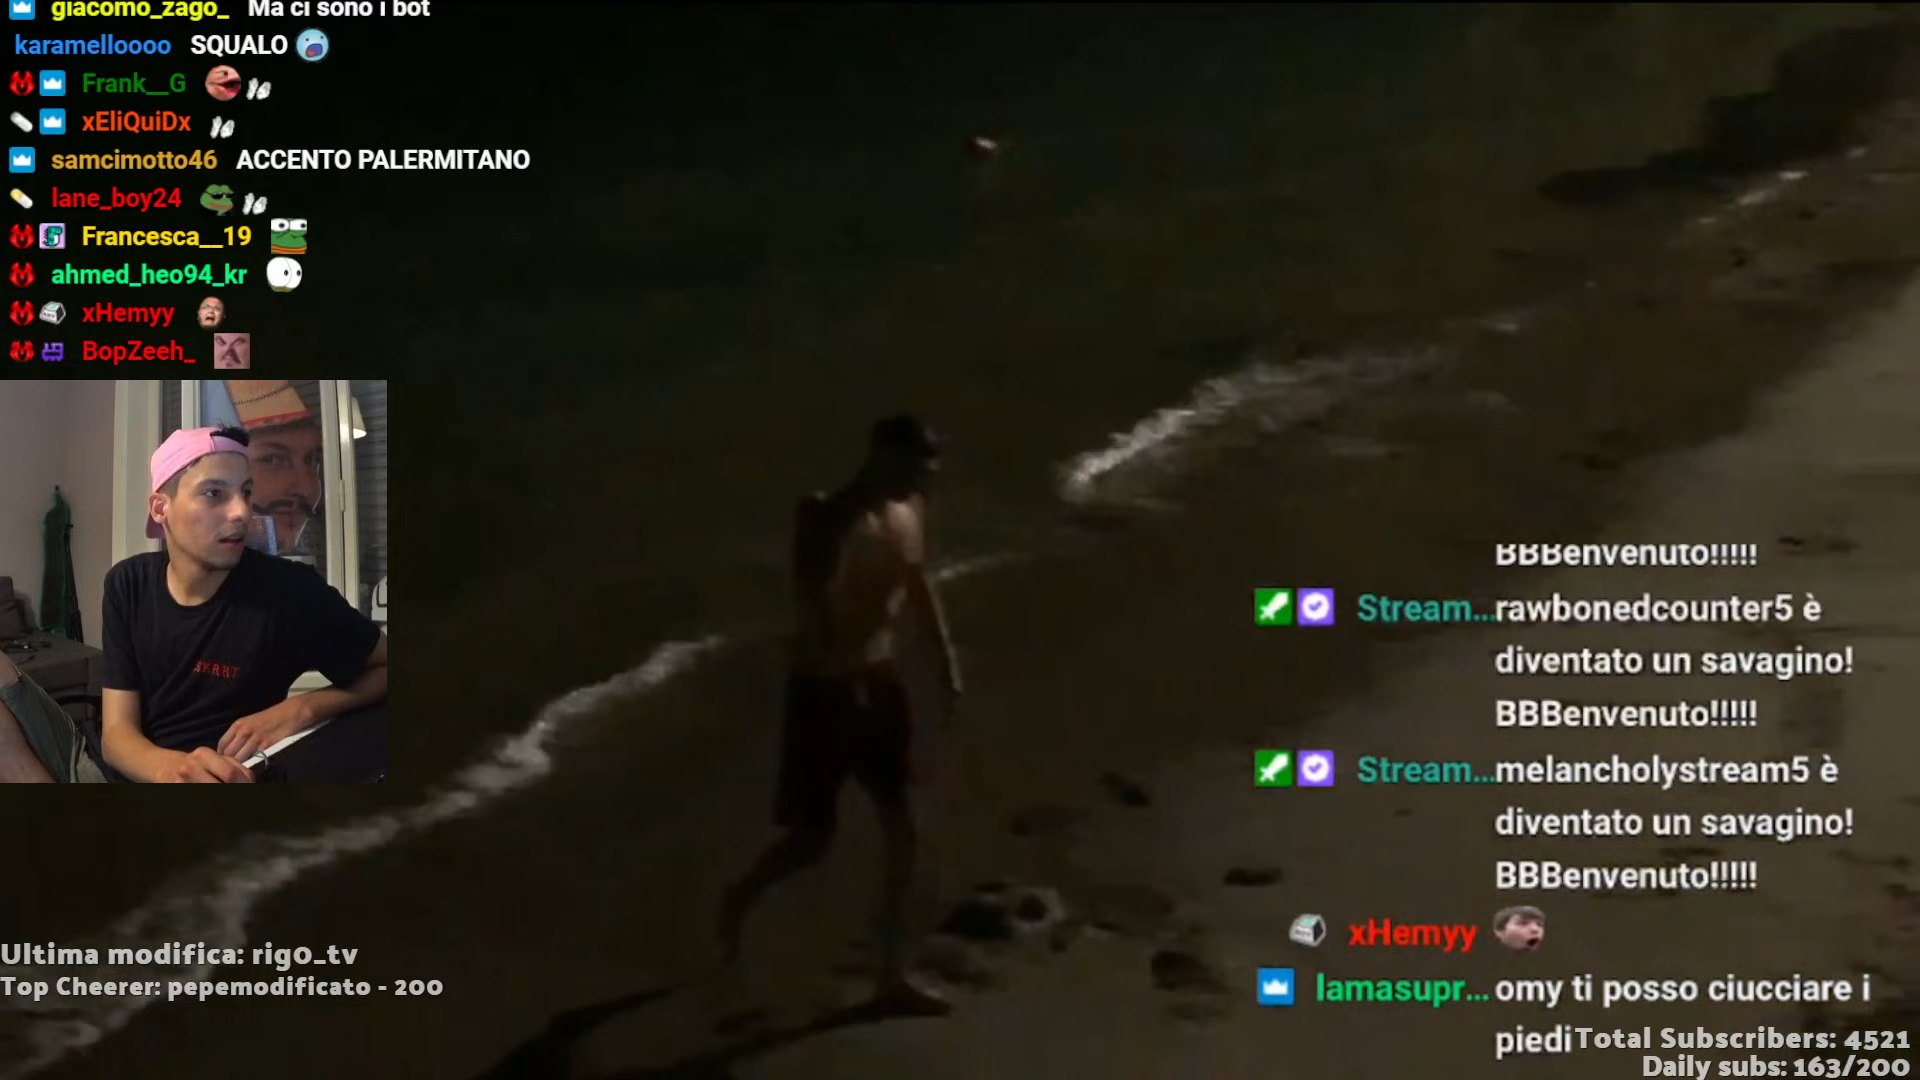 giacomo_zago_ Ma ci sono i bot
karamelloooo SQUALO
Frank__G
xEliQuiDx
samcimotto46 ACCENTO PALERMITANO
lane_boy24
Francesca__19
ahmed_heo94_kr
xHemyy
BopZeeh_
SKRRT
Ultima modifica: rig0_tv
Top Cheerer: pepemodificato - 200
BBBenvenuto!!!!!
Stream... rawbonedcounter5 è
diventato un savagino!
BBBenvenuto!!!!!
Stream... melancholystream5 è
diventato un savagino!
BBBenvenuto!!!!!
xHemyy
lamasupr... omy ti posso ciucciare i
piedi
Total Subscribers: 4521
Daily subs: 163/200